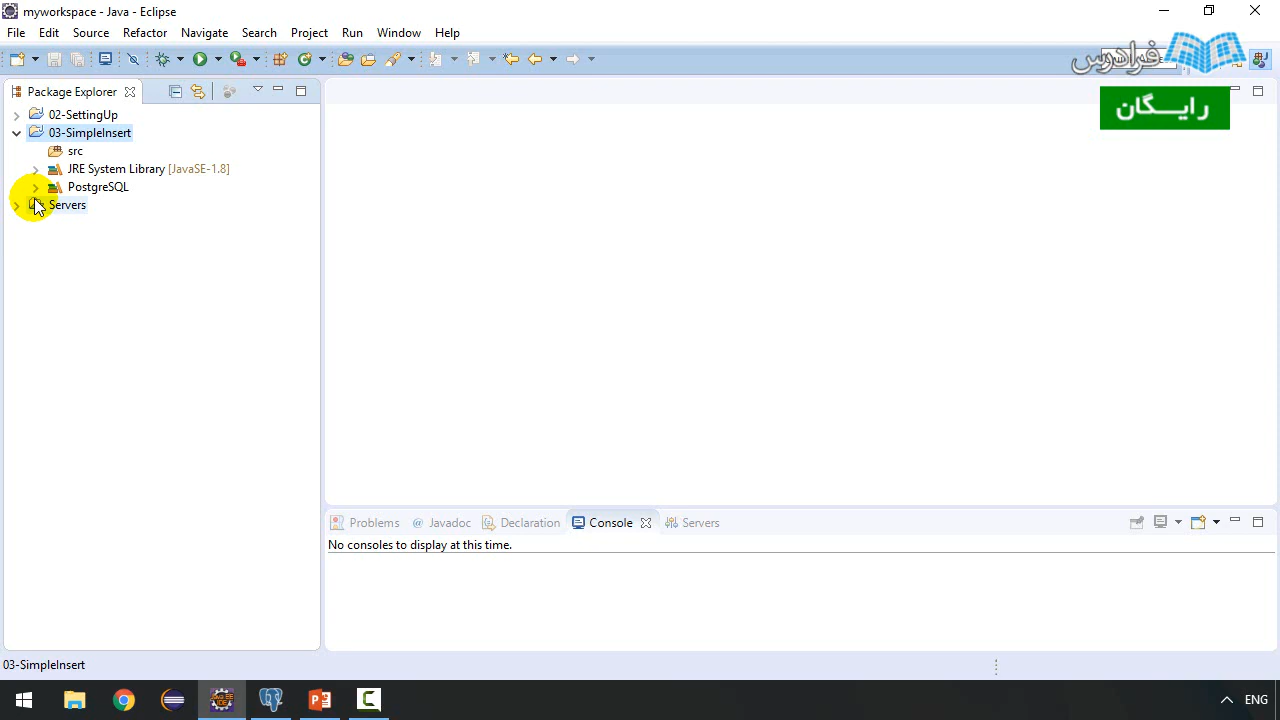 myworkspace - Java - Eclipse
فرادرس
File Edit Source Refactor Navigate Search Project Run Window Help
Package Explorer
رایگان
02-SettingUp
03-SimpleInsert
src
JRE System Library [JavaSE-1.8]
PostgreSQL
Servers
Problems Javadoc Declaration Console Servers
No consoles to display at this time.
03-SimpleInsert
ENG